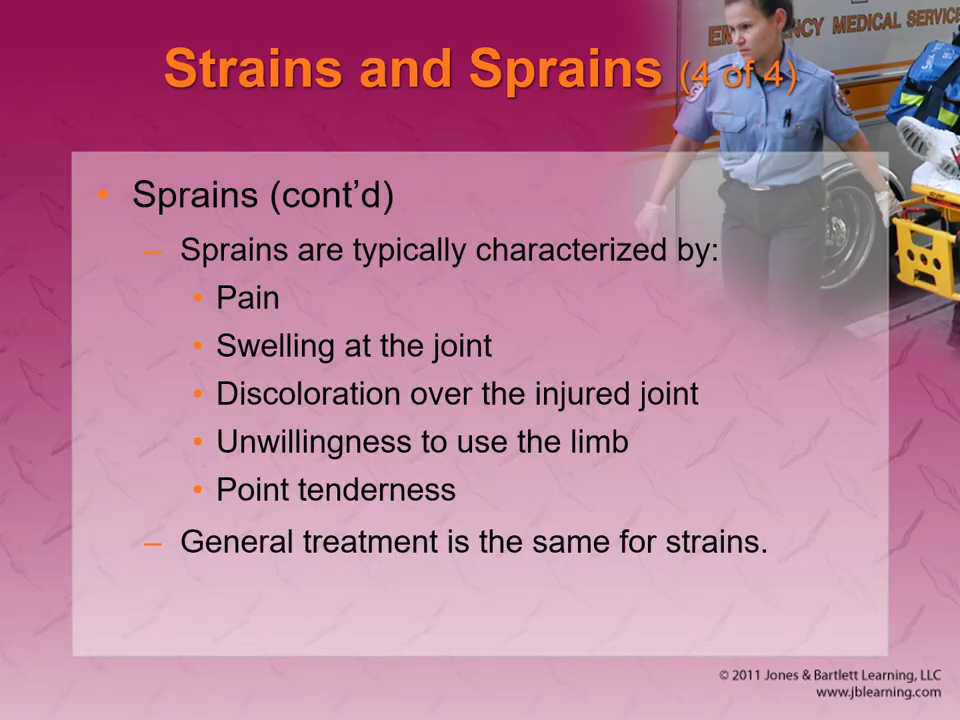 EMERGENCY MEDICAL SERVICE
Strains and Sprains (4 of 4)
• Sprains (cont’d)
– Sprains are typically characterized by:
• Pain
• Swelling at the joint
• Discoloration over the injured joint
• Unwillingness to use the limb
• Point tenderness
– General treatment is the same for strains.
© 2011 Jones & Bartlett Learning, LLC
www.jblearning.com